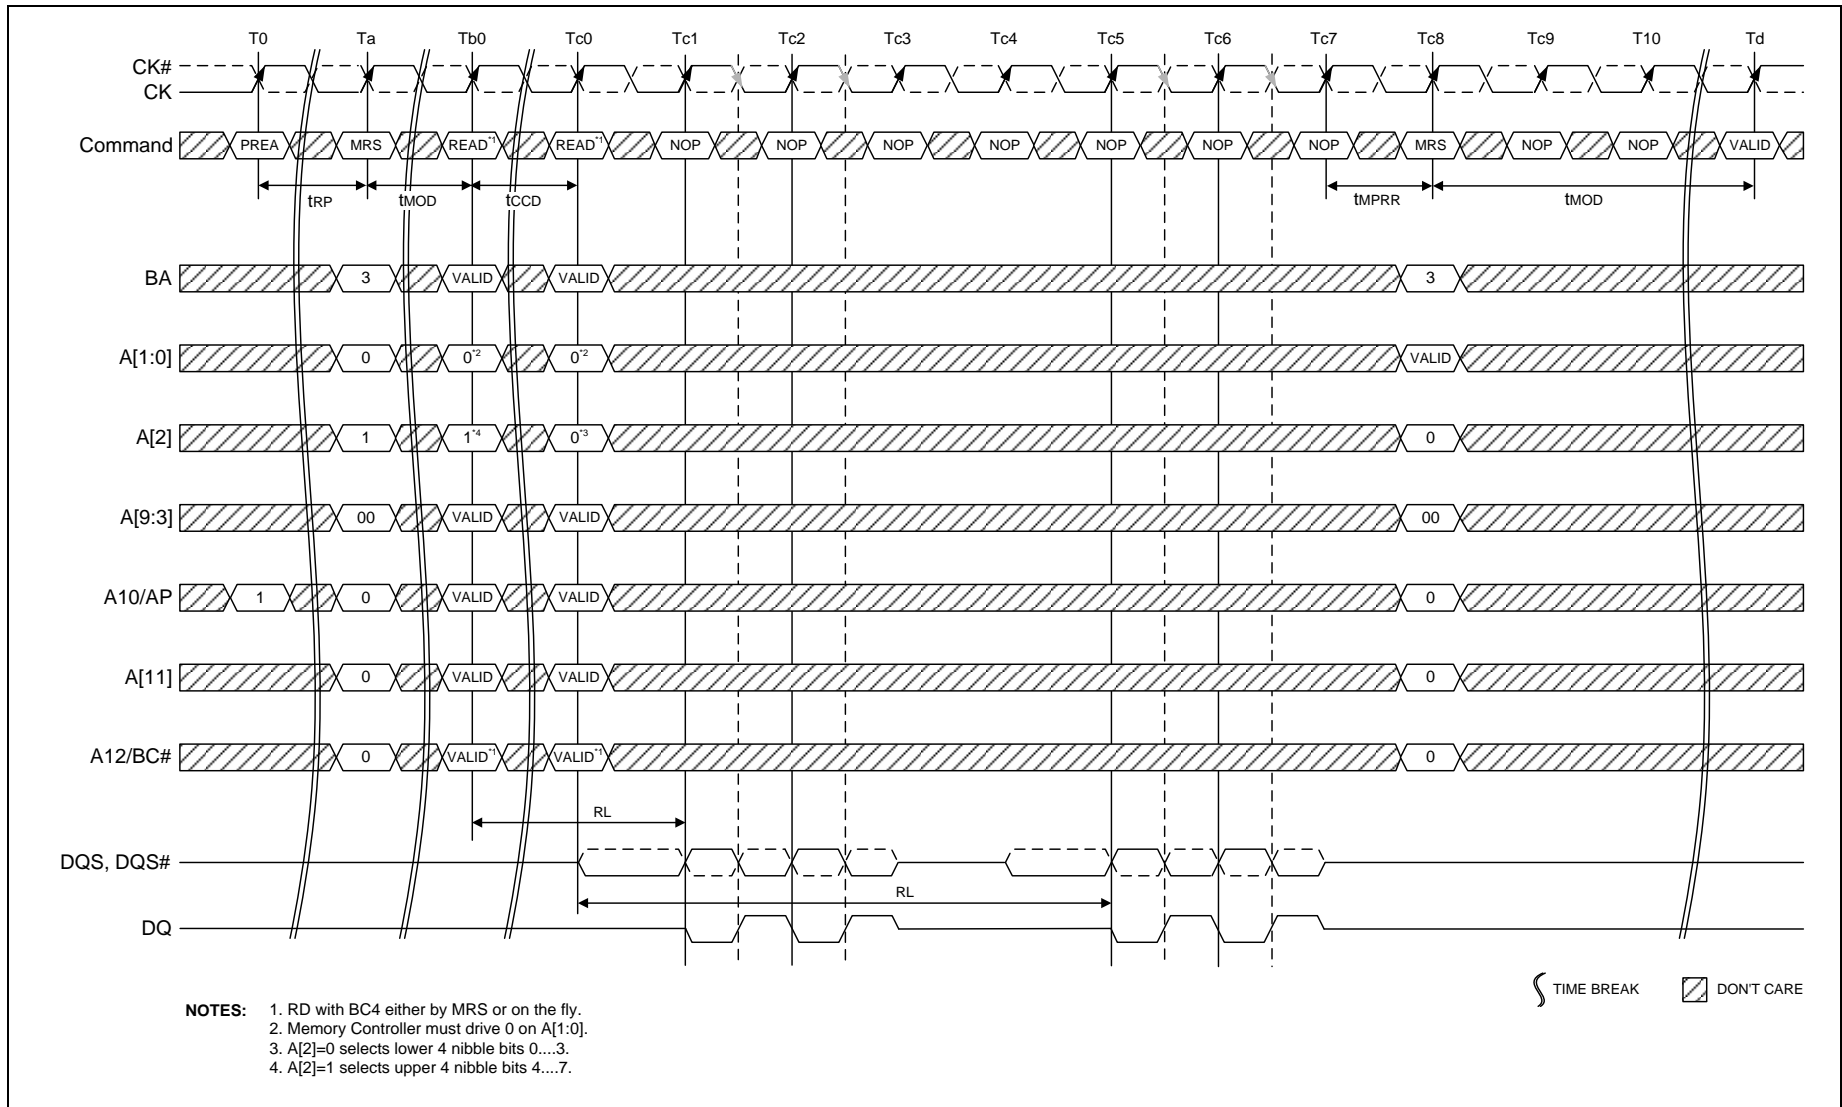 T0 Ta Tb0 Tc0 Tc1 Tc2 Tc3 Tc4 Tc5 Tc6 Tc7 Tc8 Tc9 T10 Td
CK#
CK
Command PREA MRS READ*1 READ*1 NOP NOP NOP NOP NOP NOP NOP MRS NOP NOP VALID
tRP tMOD tCCD tMPRR tMOD
BA 3 VALID VALID 3
A[1:0] 0 0*2 0*2 VALID
A[2] 1 1*4 0*3 0
A[9:3] 00 VALID VALID 00
A10/AP 1 0 VALID VALID 0
A[11] 0 VALID VALID 0
A12/BC# 0 VALID*1 VALID*1 0
RL
DQS, DQS#
RL
DQ
TIME BREAK DON'T CARE
NOTES: 1. RD with BC4 either by MRS or on the fly.
2. Memory Controller must drive 0 on A[1:0].
3. A[2]=0 selects lower 4 nibble bits 0....3.
4. A[2]=1 selects upper 4 nibble bits 4....7.